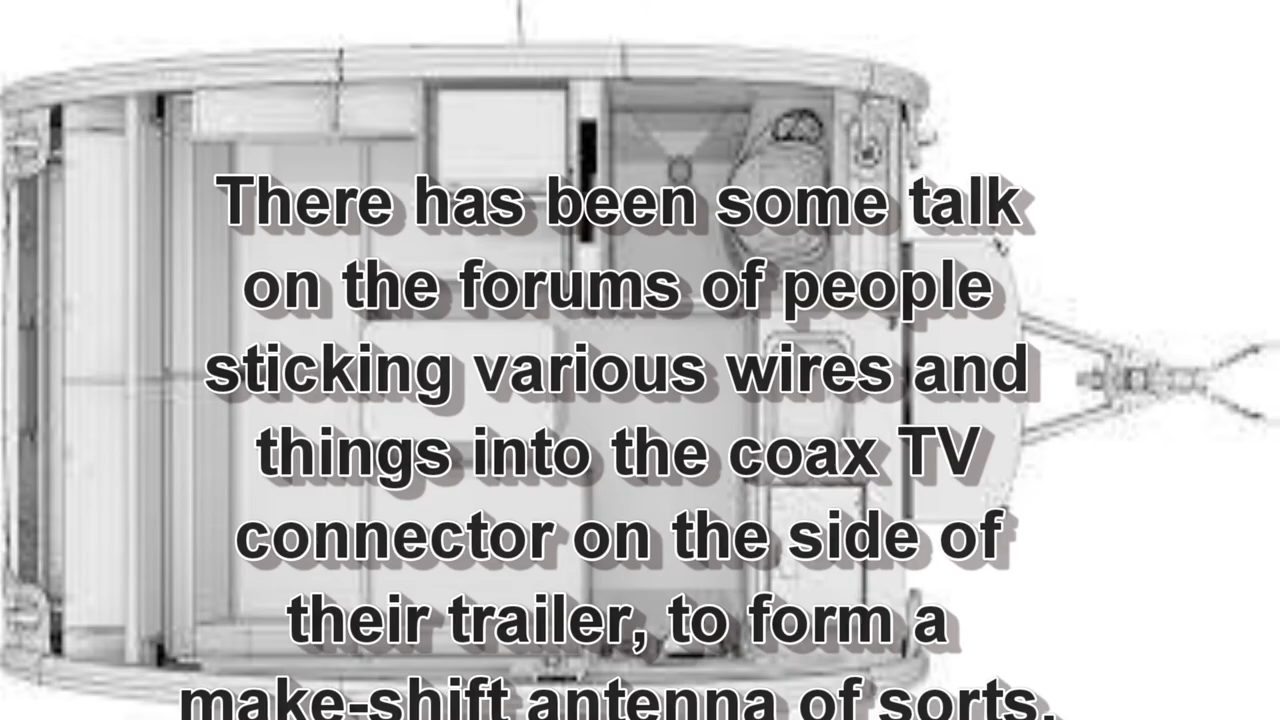 There has been some talk
on the forums of people
sticking various wires and
things into the coax TV
connector on the side of
their trailer, to form a
make-shift antenna of sorts.